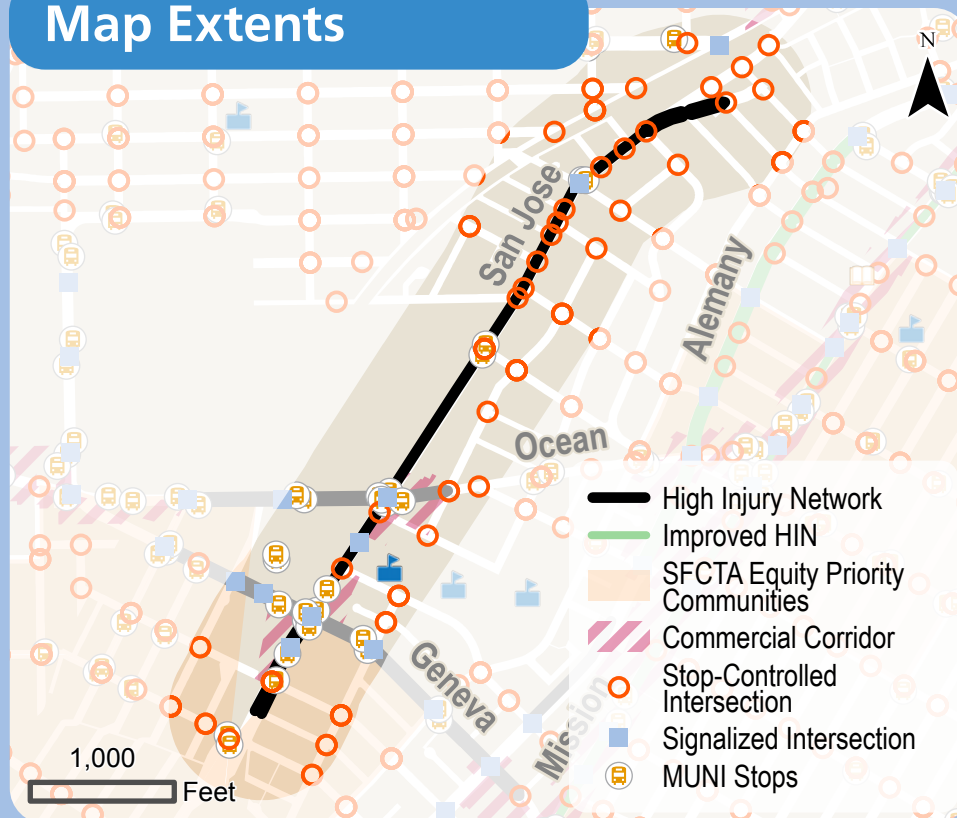 Map Extents
N
San Jose
Alemany
Ocean
Geneva
Mission
High Injury Network
Improved HIN
SFCTA Equity Priority
Communities
Commercial Corridor
Stop-Controlled
Intersection
Signalized Intersection
MUNI Stops
1,000
Feet